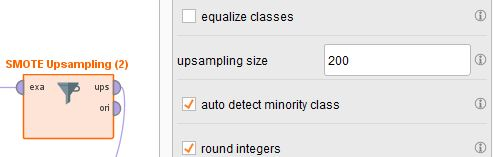 equalize classes
SMOTE Upsampling (2)
upsampling size
200
exa
ups
ori
auto detect minority class
round integers